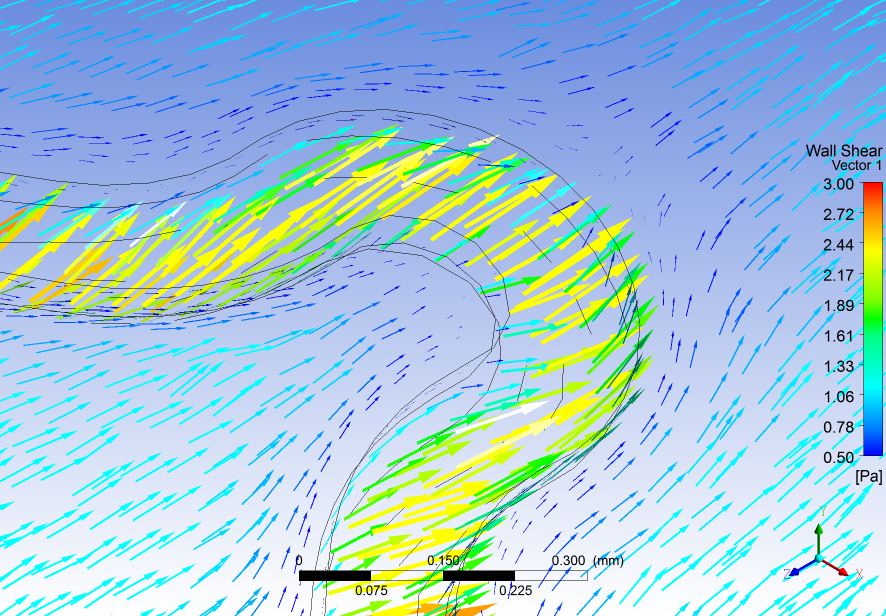 Wall Shear
Vector 1
3.00
2.72
2.44
2.17
1.89
1.61
1.33
1.06
0.78
0.50
[Pa]
0 0.150 0.300 (mm)
0.075 0.225
Y
Z X